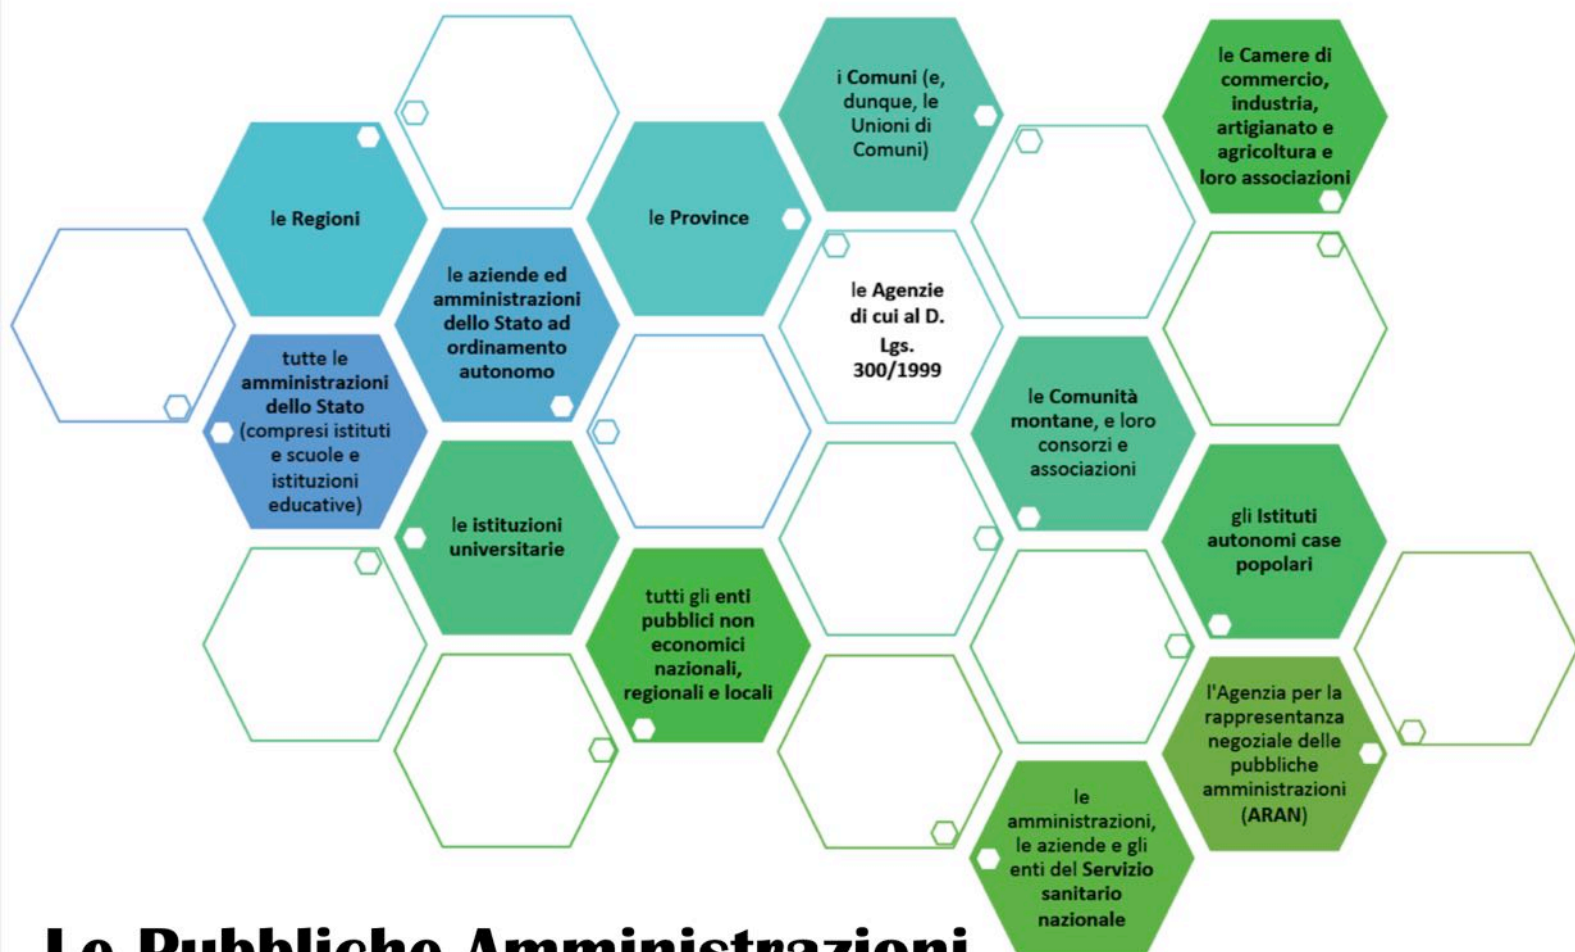 le Regioni
le aziende ed
amministrazioni
dello Stato ad
ordinamento
autonomo
tutte le
amministrazioni
dello Stato
(compresi istituti
e scuole e
istituzioni
educative)
le istituzioni
universitarie
le Province
tutti gli enti
pubblici non
economici
nazionali,
regionali e locali
i Comuni (e,
dunque, le
Unioni di
Comuni)
le Agenzie
di cui al D.
Lgs.
300/1999
le Comunità
montane, e loro
consorzi e
associazioni
le Camere di
commercio,
industria,
artigianato e
agricoltura e
loro associazioni
gli Istituti
autonomi case
popolari
l'Agenzia per la
rappresentanza
negoziale delle
pubbliche
amministrazioni
(ARAN)
le
amministrazioni,
le aziende e gli
enti del Servizio
sanitario
nazionale
Le Pubbliche Amministrazioni